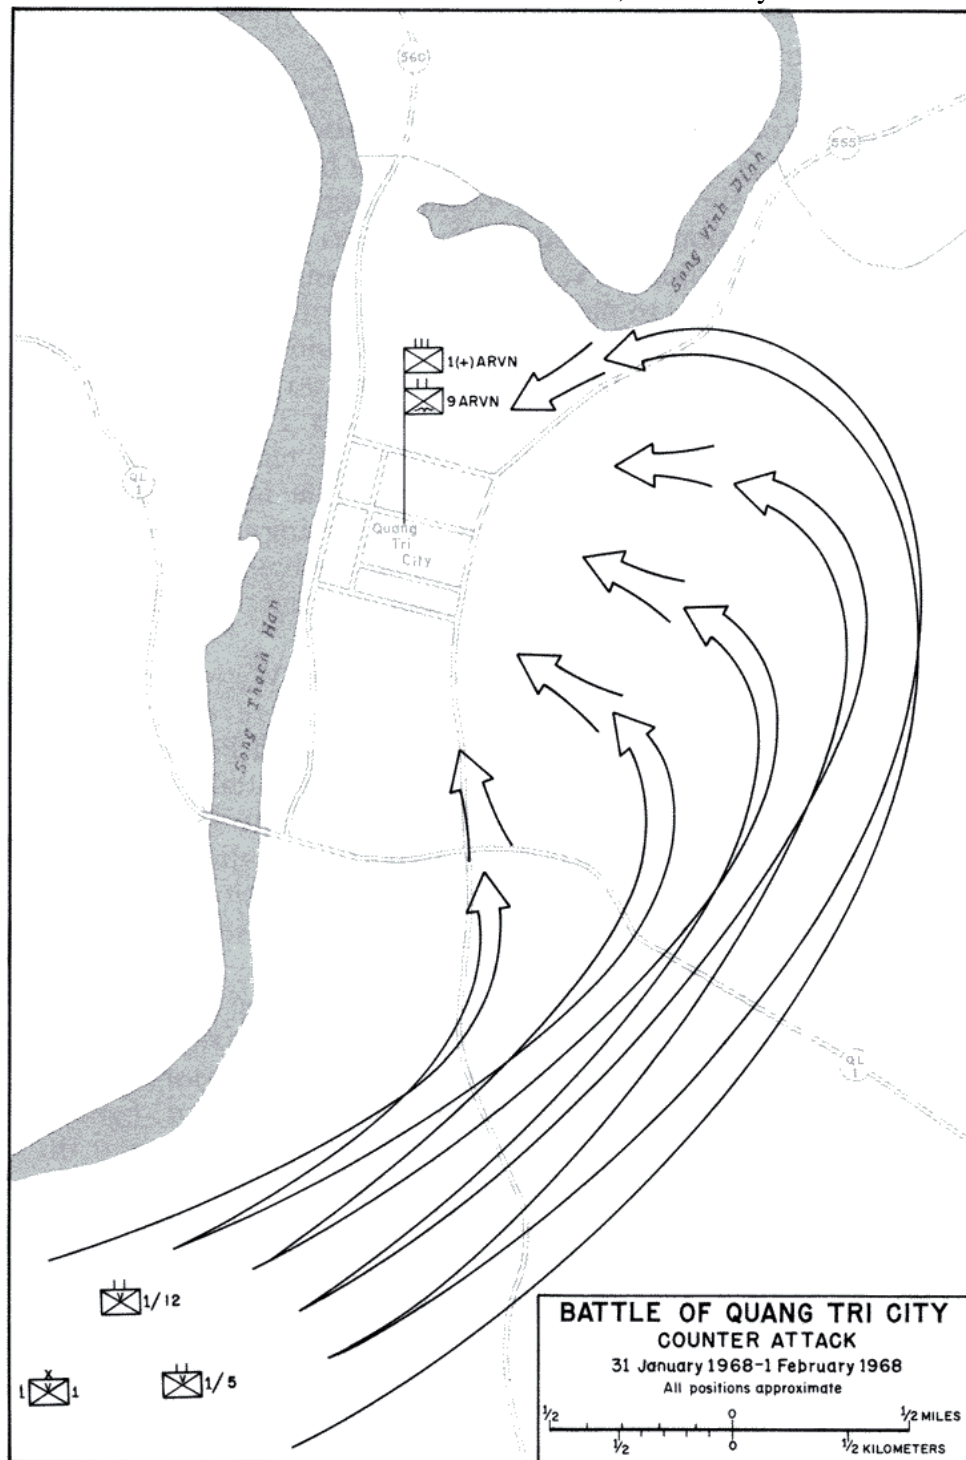 560
555
Song Vinh Dinh
1(+) ARVN
9 ARVN
QL
1
Quang
Tri
City
Song Thach Han
QL
1
1/12
1 X 1
1/5
BATTLE OF QUANG TRI CITY
COUNTER ATTACK
31 January 1968-1 February 1968
All positions approximate
1/2 0 1/2 MILES
1/2 0 1/2 KILOMETERS